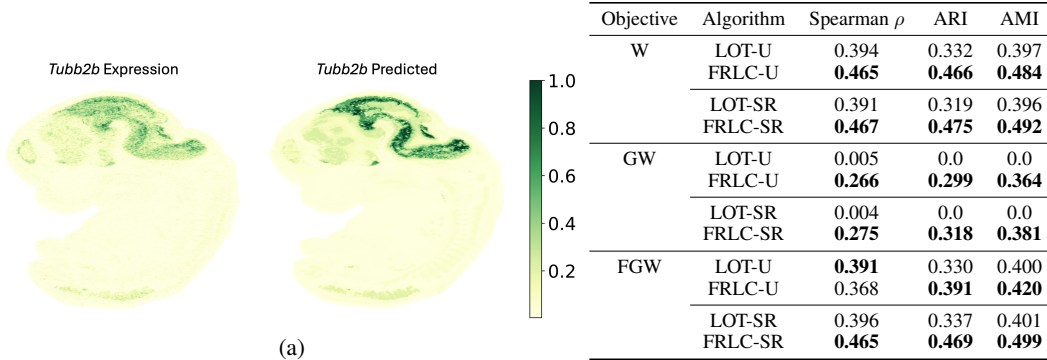 Tubb2b Expression
Tubb2b Predicted
1.0
0.8
0.6
0.4
0.2
(a)
Objective Algorithm Spearman ρ ARI AMI
W LOT-U 0.394 0.332 0.397
FRLC-U 0.465 0.466 0.484
LOT-SR 0.391 0.319 0.396
FRLC-SR 0.467 0.475 0.492
GW LOT-U 0.005 0.0 0.0
FRLC-U 0.266 0.299 0.364
LOT-SR 0.004 0.0 0.0
FRLC-SR 0.275 0.318 0.381
FGW LOT-U 0.391 0.330 0.400
FRLC-U 0.368 0.391 0.420
LOT-SR 0.396 0.337 0.401
FRLC-SR 0.465 0.469 0.499